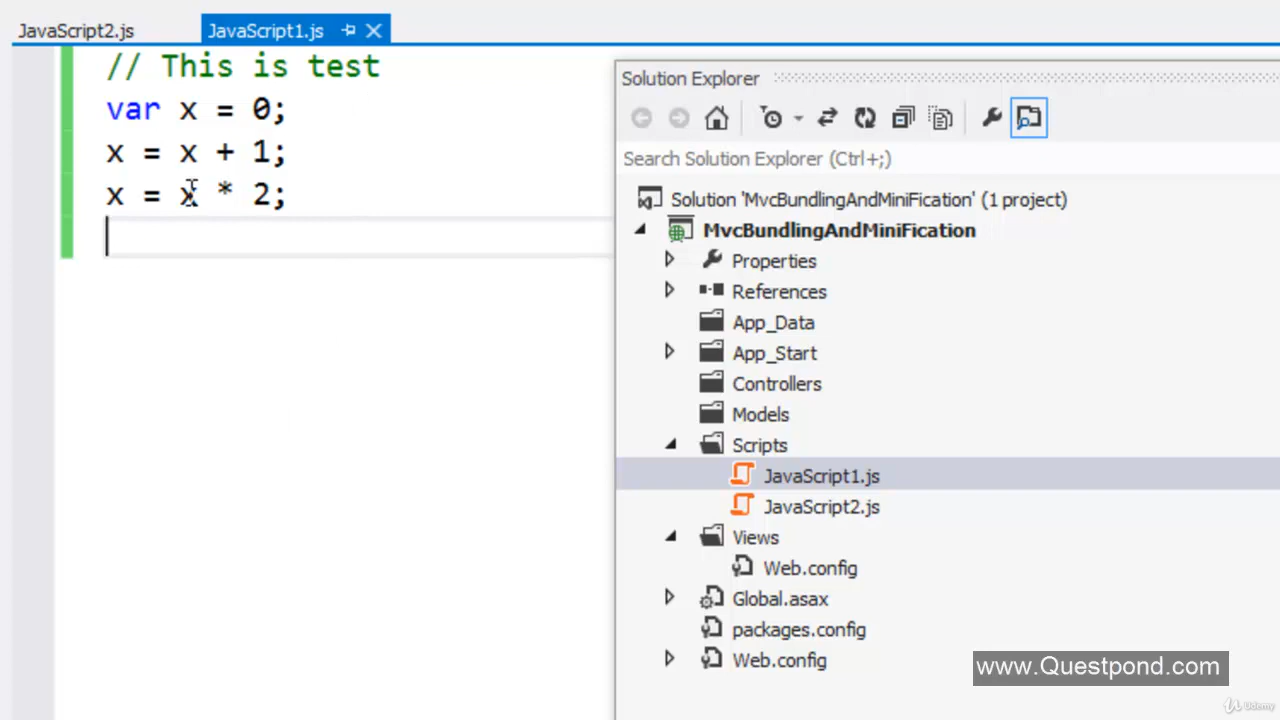 JavaScript2.js
JavaScript1.js
// This is test
var x = 0;
x = x + 1;
x = x * 2;
Solution Explorer
Search Solution Explorer (Ctrl+;)
Solution 'MvcBundlingAndMiniFication' (1 project)
MvcBundlingAndMiniFication
Properties
References
App_Data
App_Start
Controllers
Models
Scripts
JavaScript1.js
JavaScript2.js
Views
Web.config
Global.asax
packages.config
Web.config
www.Questpond.com
Udemy